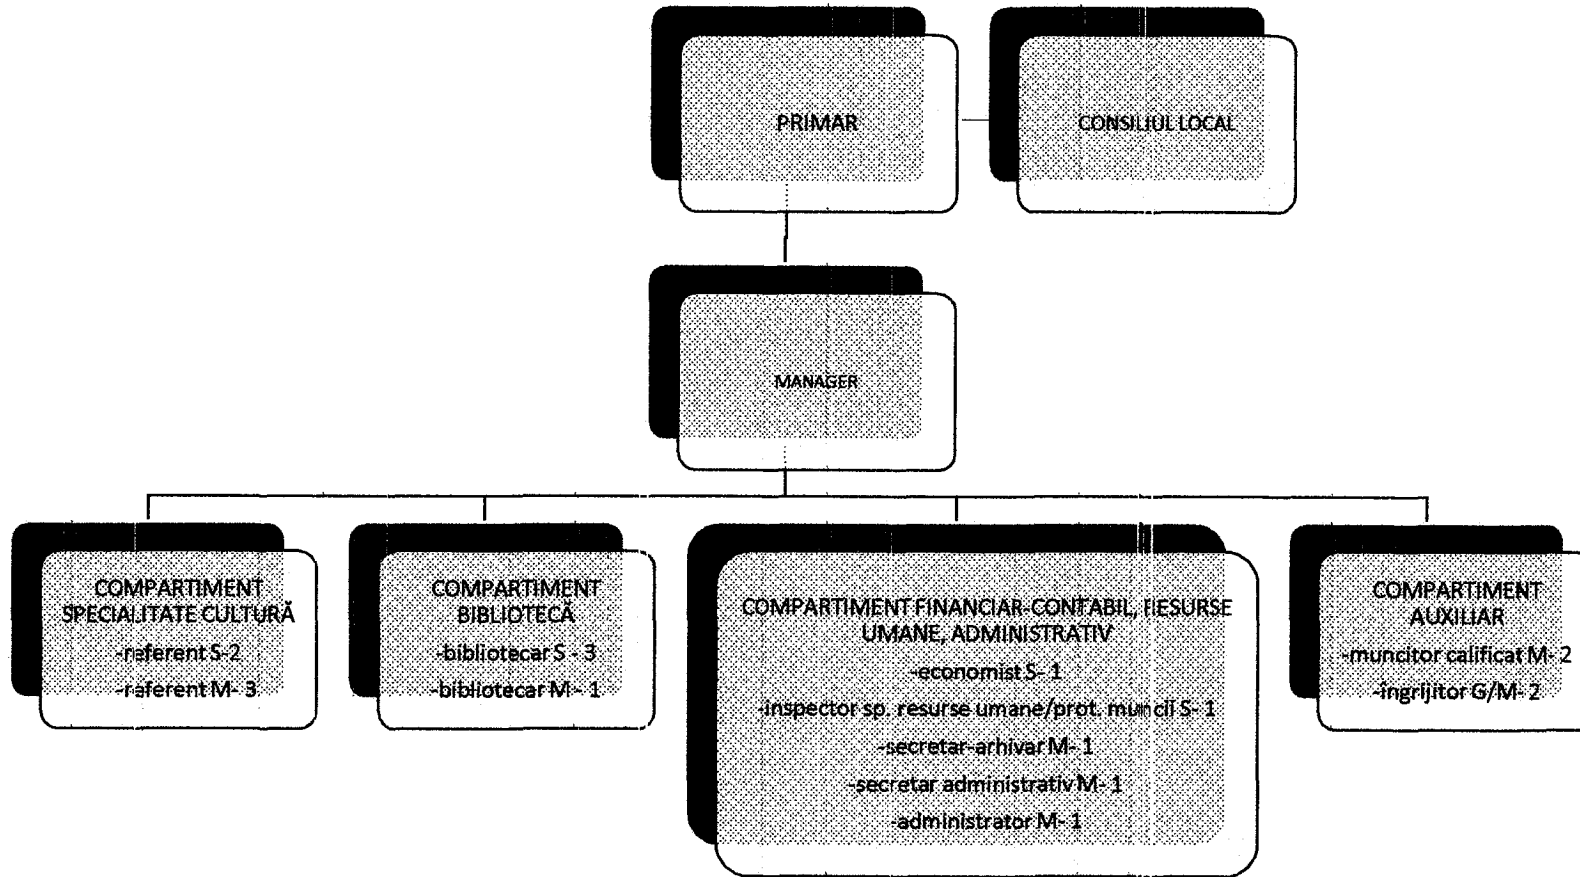 PRIMAR
CONSILIUL LOCAL
MANAGER
COMPARTIMENT
SPECIALITATE CULTURĂ
-referent S-2
-referent M- 3
COMPARTIMENT
BIBLIOTECĂ
-bibliotecar S - 3
-bibliotecar M - 1
COMPARTIMENT FINANCIAR-CONTABIL, RESURSE
UMANE, ADMINISTRATIV
-economist S- 1
-inspector sp. resurse umane/prot. muncii S- 1
-secretar-arhivar M- 1
-secretar administrativ M- 1
-administrator M- 1
COMPARTIMENT
AUXILIAR
-muncitor calificat M- 2
-îngrijitor G/M- 2